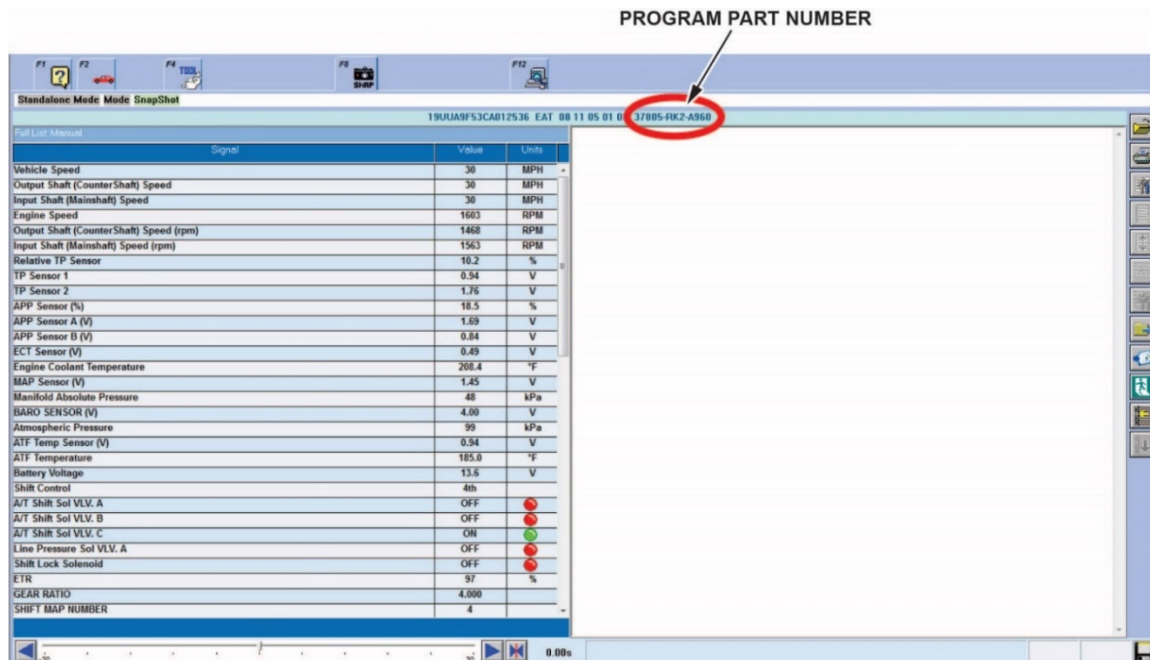 PROGRAM PART NUMBER
F1 F2 F4 TOOL F8 SNAP F12
Standalone Mode Mode SnapShot
19UUA9F53CA012536 EAT 08 11 05 01 0 37805-RK2-A960
Full List Manual
Signal Value Units
Vehicle Speed 30 MPH
Output Shaft (CounterShaft) Speed 30 MPH
Input Shaft (Mainshaft) Speed 30 MPH
Engine Speed 1603 RPM
Output Shaft (CounterShaft) Speed (rpm) 1468 RPM
Input Shaft (Mainshaft) Speed (rpm) 1563 RPM
Relative TP Sensor 10.2 %
TP Sensor 1 0.94 V
TP Sensor 2 1.76 V
APP Sensor (%) 18.5 %
APP Sensor A (V) 1.69 V
APP Sensor B (V) 0.84 V
ECT Sensor (V) 0.49 V
Engine Coolant Temperature 208.4 °F
MAP Sensor (V) 1.45 V
Manifold Absolute Pressure 48 kPa
BARO SENSOR (V) 4.00 V
Atmospheric Pressure 99 kPa
ATF Temp Sensor (V) 0.94 V
ATF Temperature 185.0 °F
Battery Voltage 13.6 V
Shift Control 4th
A/T Shift Sol VLV. A OFF
A/T Shift Sol VLV. B OFF
A/T Shift Sol VLV. C ON
Line Pressure Sol VLV. A OFF
Shift Lock Solenoid OFF
ETR 97 %
GEAR RATIO 4.000
SHIFT MAP NUMBER 4
0.00s